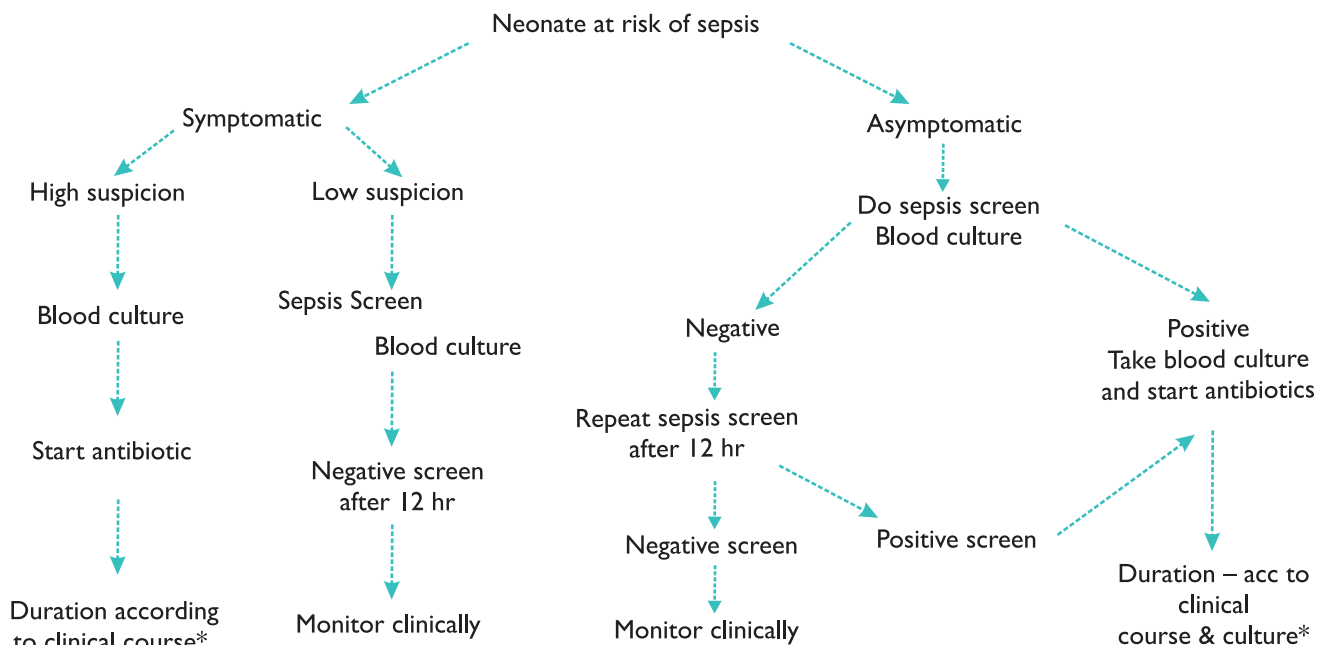 Neonate at risk of sepsis
Symptomatic
Asymptomatic
High suspicion
Low suspicion
Do sepsis screen
Blood culture
Blood culture
Sepsis Screen
Blood culture
Negative
Positive
Take blood culture
and start antibiotics
Start antibiotic
Negative screen
after 12 hr
Repeat sepsis screen
after 12 hr
Negative screen
Positive screen
Duration according
to clinical course*
Monitor clinically
Monitor clinically
Duration – acc to
clinical
course & culture*